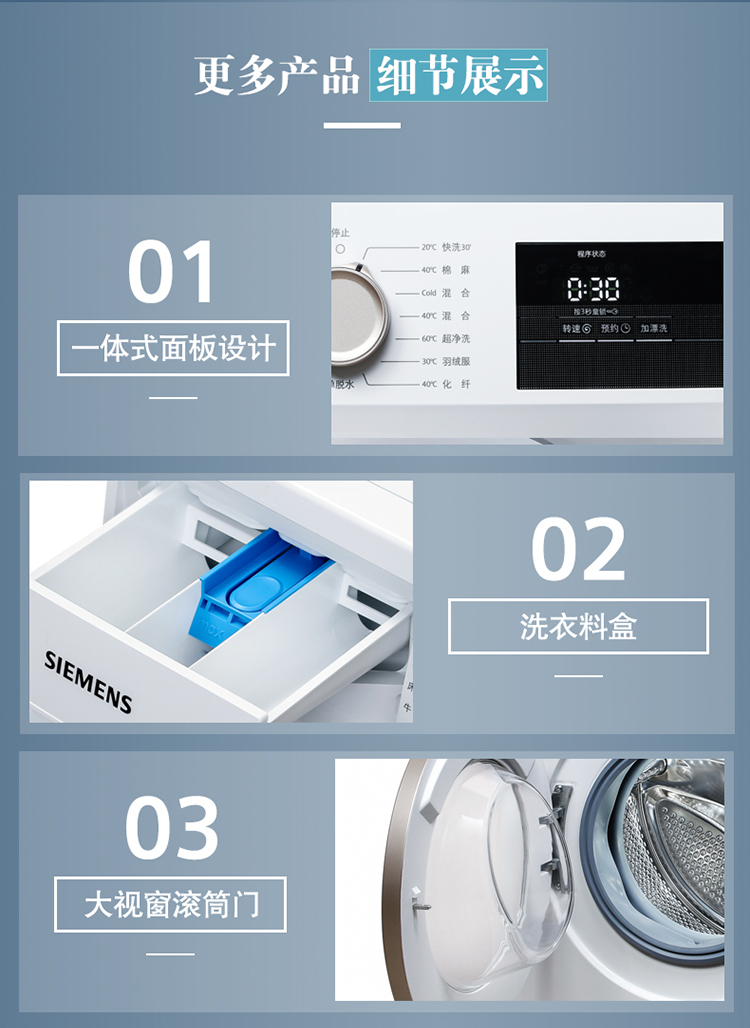 更多产品 细节展示
01
一体式面板设计
停止
20℃ 快洗30'
40℃ 棉 麻
Cold 混 合
40℃ 混 合
60℃ 超净洗
30℃ 羽绒服
脱水
40℃ 化 纤
程序状态
0:30
按3秒童锁
转速 预约 加漂洗
02
洗衣料盒
max
SIEMENS
03
大视窗滚筒门